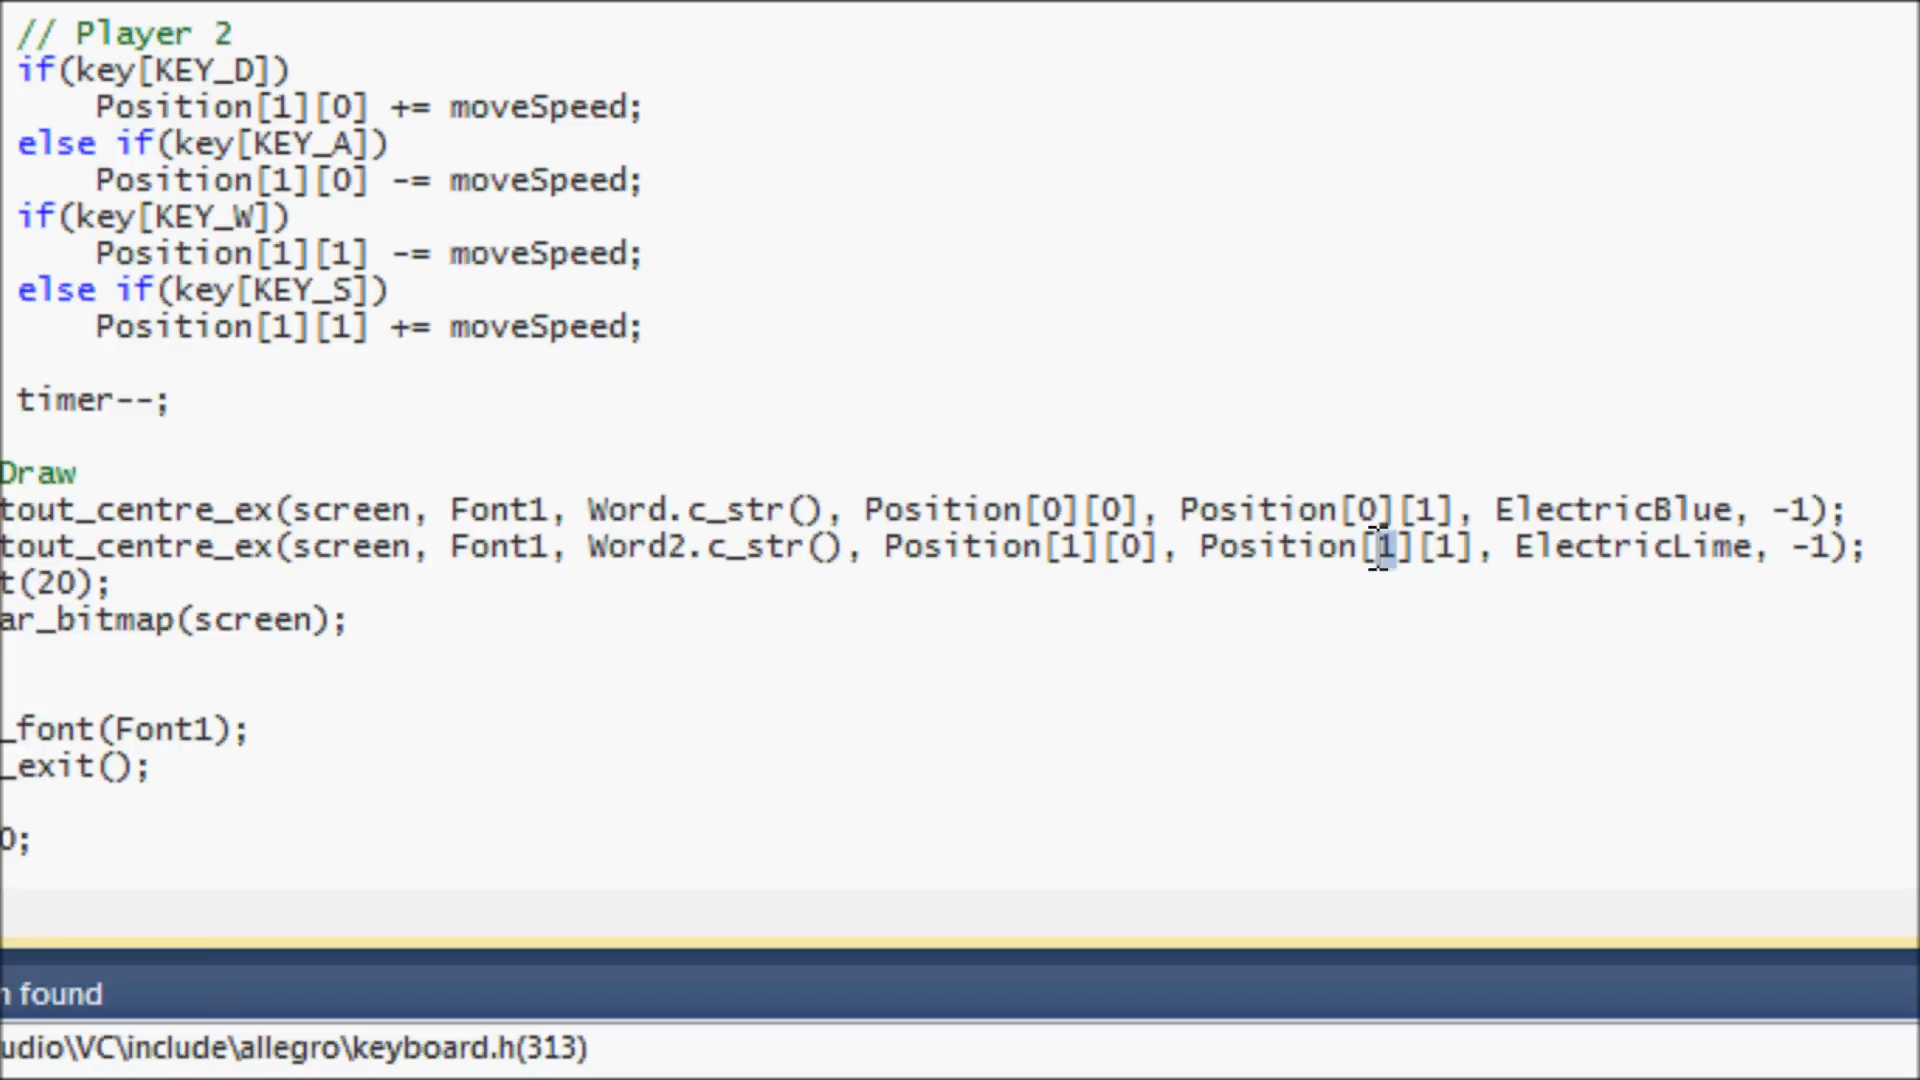 // Player 2
if(key[KEY_D])
Position[1][0] += moveSpeed;
else if(key[KEY_A])
Position[1][0] -= moveSpeed;
if(key[KEY_W])
Position[1][1] -= moveSpeed;
else if(key[KEY_S])
Position[1][1] += moveSpeed;
timer--;
Draw
tout_centre_ex(screen, Font1, Word.c_str(), Position[0][0], Position[0][1], ElectricBlue, -1);
tout_centre_ex(screen, Font1, Word2.c_str(), Position[1][0], Position[1][1], ElectricLime, -1);
t(20);
ar_bitmap(screen);
_font(Font1);
_exit();
0;
n found
udio\VC\include\allegro\keyboard.h(313)